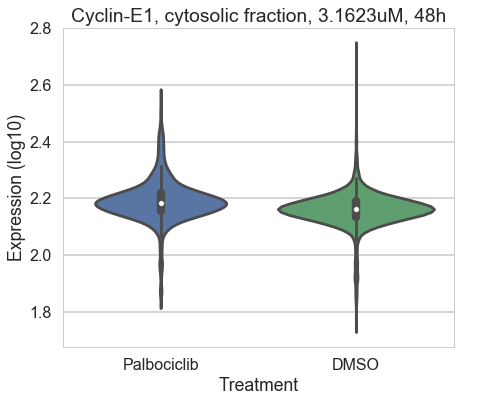 Cyclin-E1, cytosolic fraction, 3.1623uM, 48h
2.8
2.6
2.4
2.2
2.0
1.8
Expression (log10)
Palbociclib
DMSO
Treatment